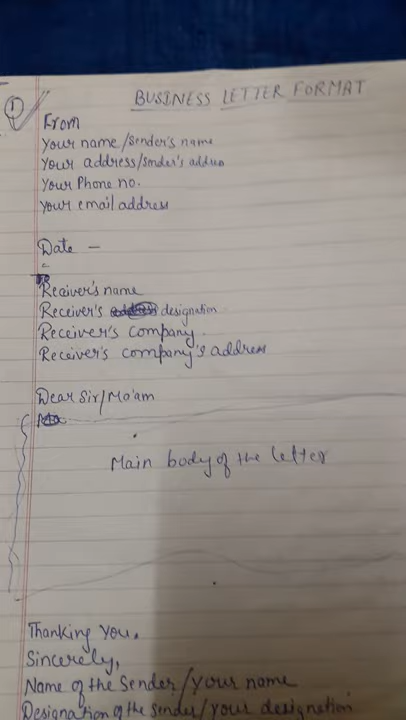 ①
BUSINESS LETTER FORMAT
From
Your name/Sender's name
Your address/Sender's address
Your Phone no.
Your email address
Date –
Receiver's name
Receiver's designation
Receiver's company.
Receiver's company's address
Dear Sir/Ma'am
Main body of the letter
Thanking You.
Sincerely,
Name of the Sender/your name
Designation of the sender/your designation